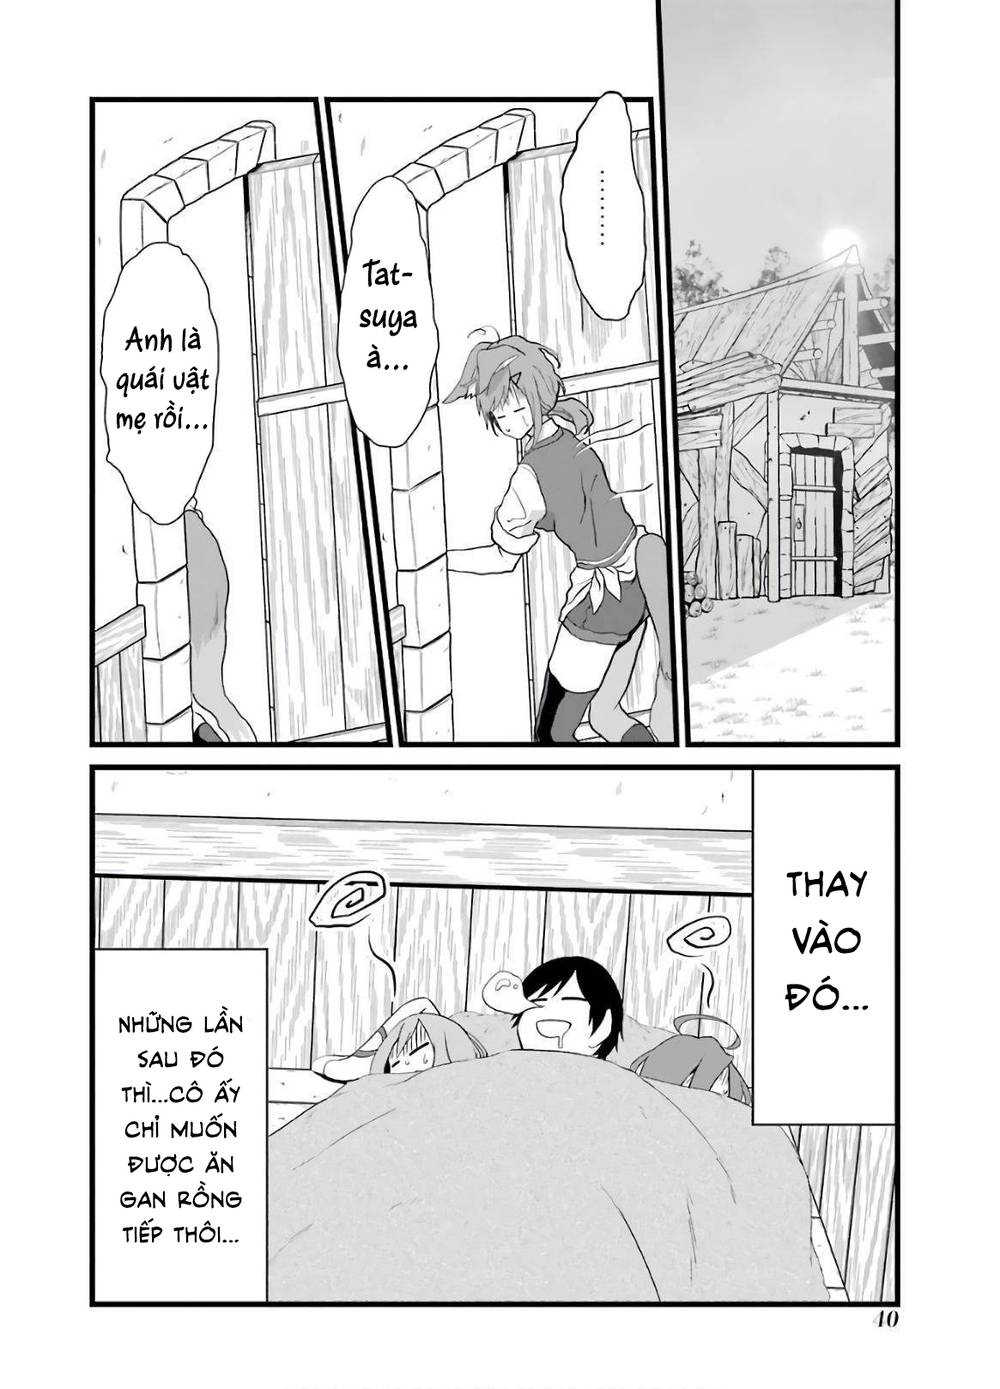 .........
Tat-
suya
à...
Anh là
quái vật
mẹ rồi...
THAY
VÀO
ĐÓ...
NHỮNG LẦN
SAU ĐÓ
THÌ...CÔ ẤY
CHỈ MUỐN
ĐƯỢC ĂN
GAN RỒNG
TIẾP THÔI...
40